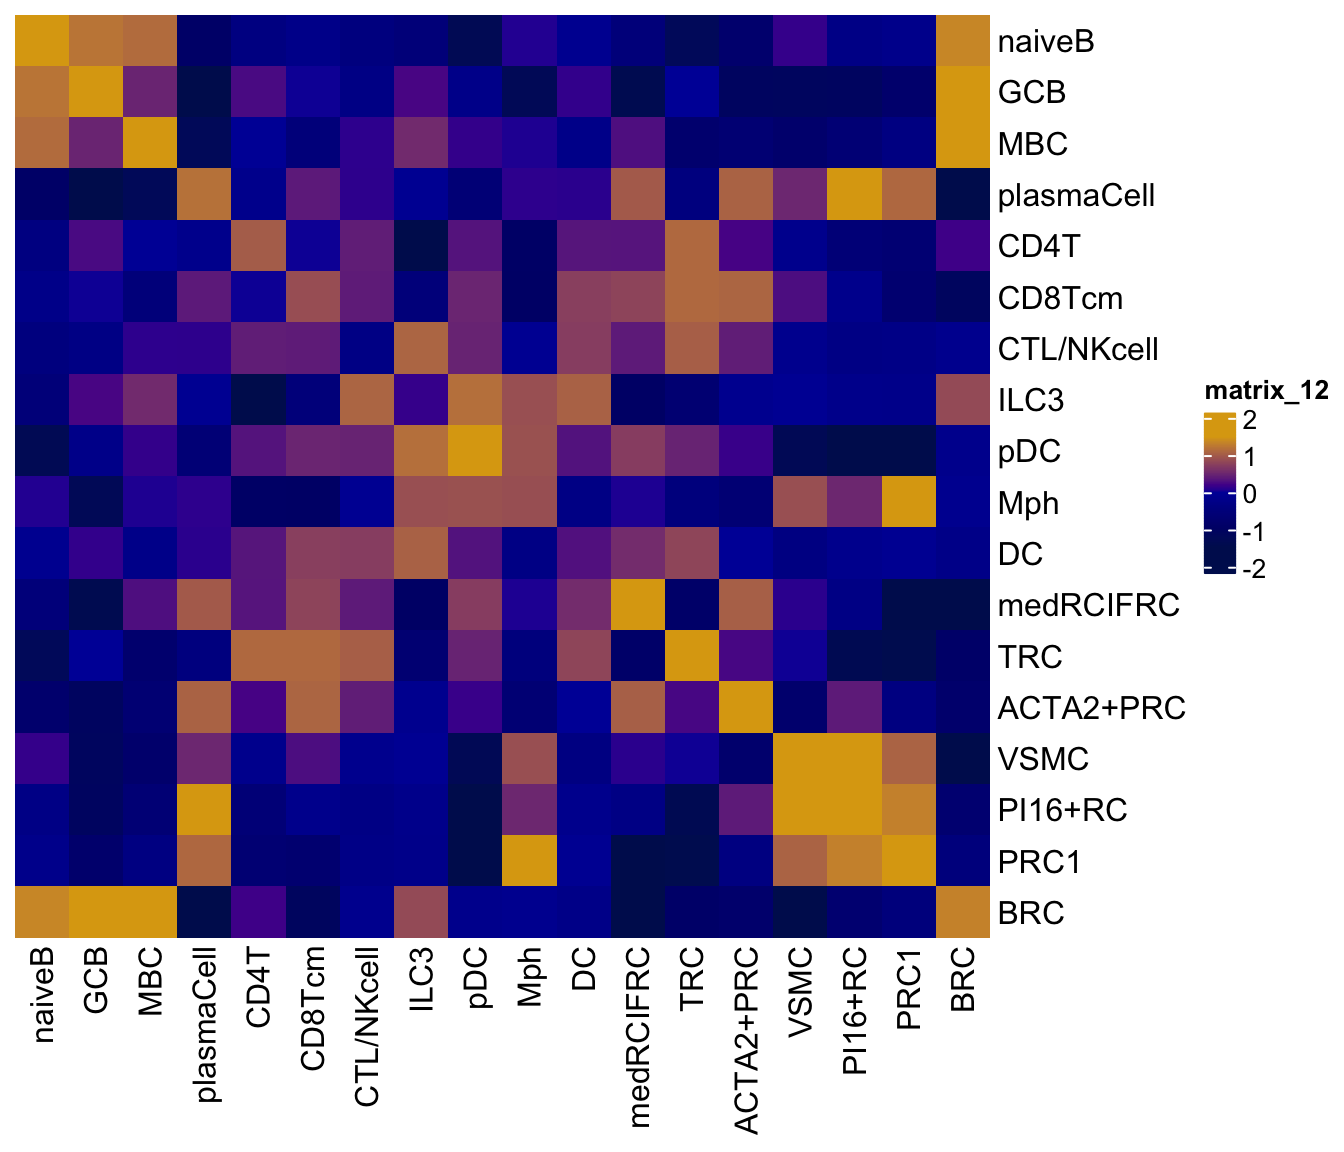 naiveB
GCB
MBC
plasmaCell
CD4T
CD8Tcm
CTL/NKcell
ILC3
pDC
Mph
DC
medRCIFRC
TRC
ACTA2+PRC
VSMC
PI16+RC
PRC1
BRC
matrix_12
2
1
0
-1
-2
naiveB
GCB
MBC
plasmaCell
CD4T
CD8Tcm
CTL/NKcell
ILC3
pDC
Mph
DC
medRCIFRC
TRC
ACTA2+PRC
VSMC
PI16+RC
PRC1
BRC